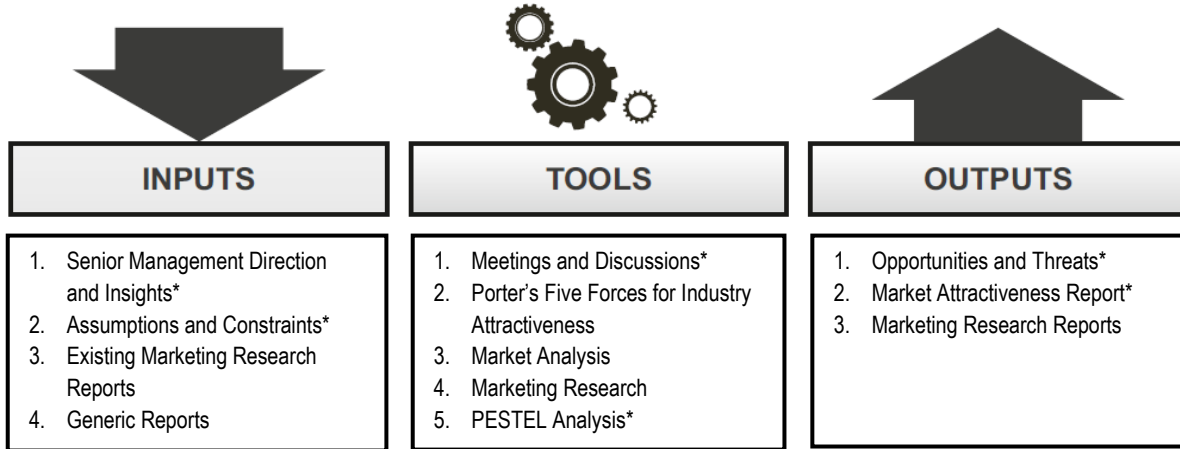 INPUTS
1. Senior Management Direction
and Insights*
2. Assumptions and Constraints*
3. Existing Marketing Research
Reports
4. Generic Reports
TOOLS
1. Meetings and Discussions*
2. Porter's Five Forces for Industry
Attractiveness
3. Market Analysis
4. Marketing Research
5. PESTEL Analysis*
OUTPUTS
1. Opportunities and Threats*
2. Market Attractiveness Report*
3. Marketing Research Reports